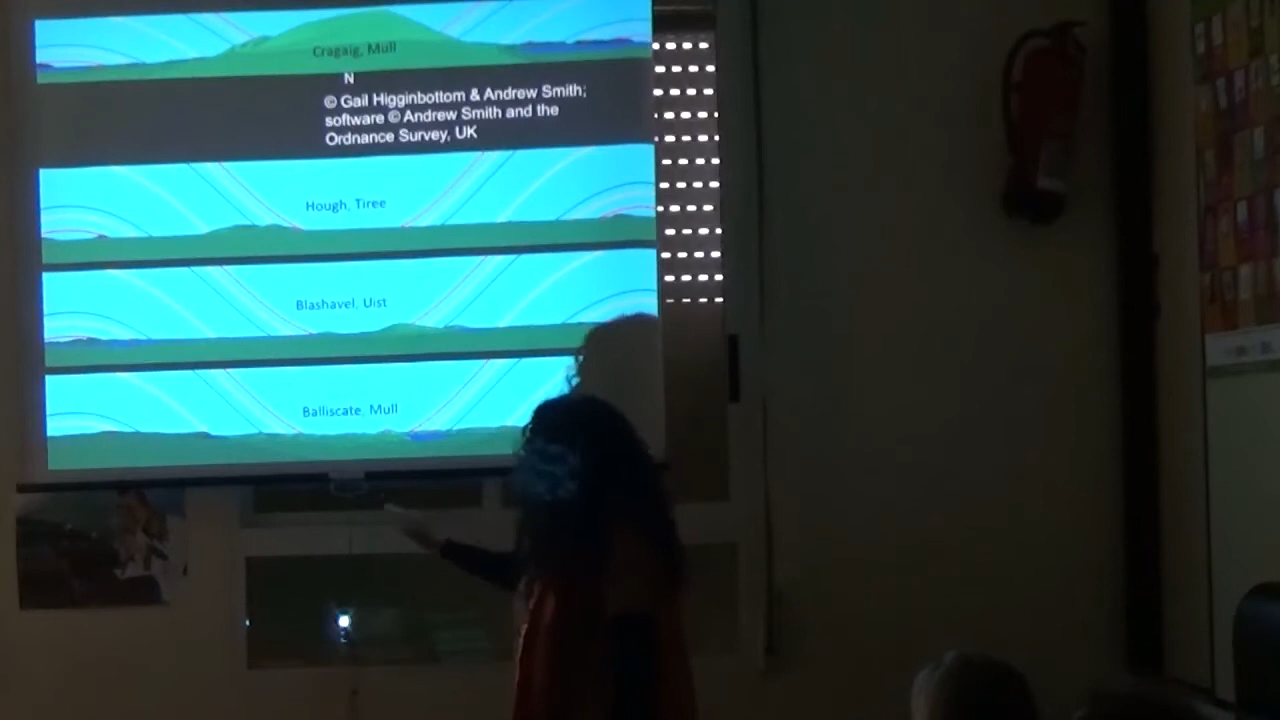 Cragaig, Mull
N
© Gail Higginbottom & Andrew Smith;
software © Andrew Smith and the
Ordnance Survey, UK
Hough, Tiree
Blashavel, Uist
Balliscate, Mull